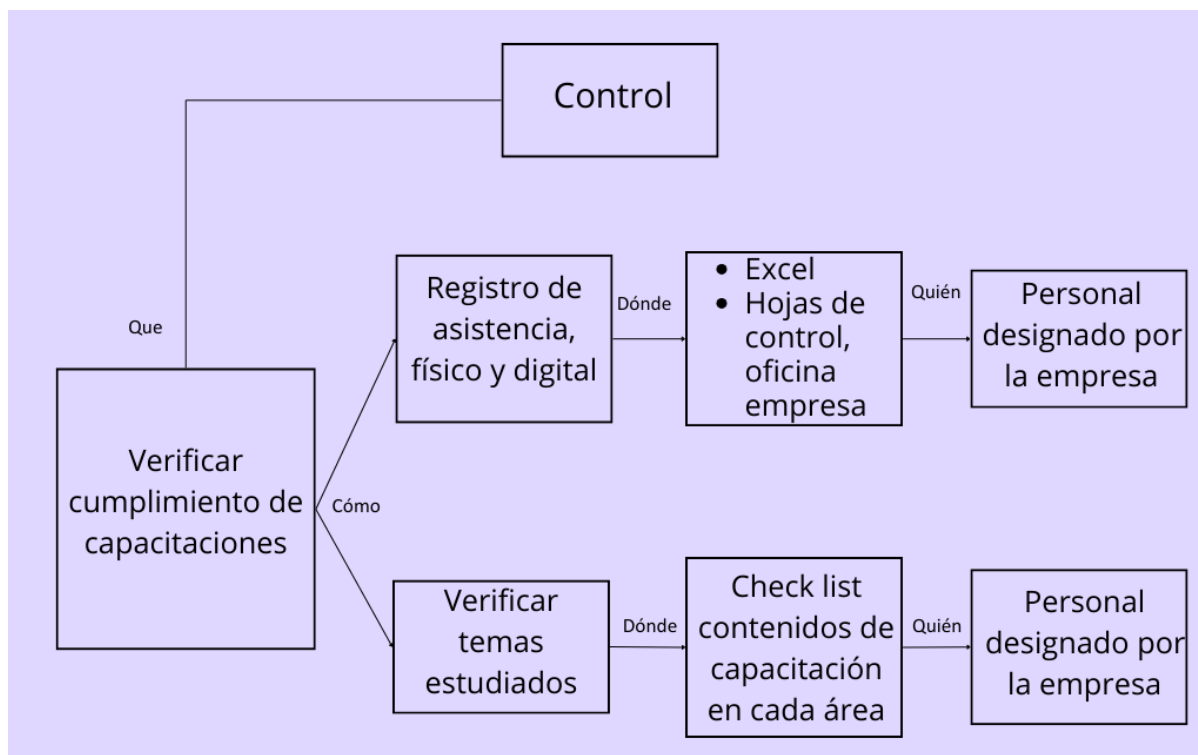 Control
Que
Verificar
cumplimiento de
capacitaciones
Cómo
Registro de
asistencia,
físico y digital
Dónde
• Excel
• Hojas de
control,
oficina
empresa
Quién
Personal
designado por
la empresa
Verificar
temas
estudiados
Dónde
Check list
contenidos de
capacitación
en cada área
Quién
Personal
designado por
la empresa